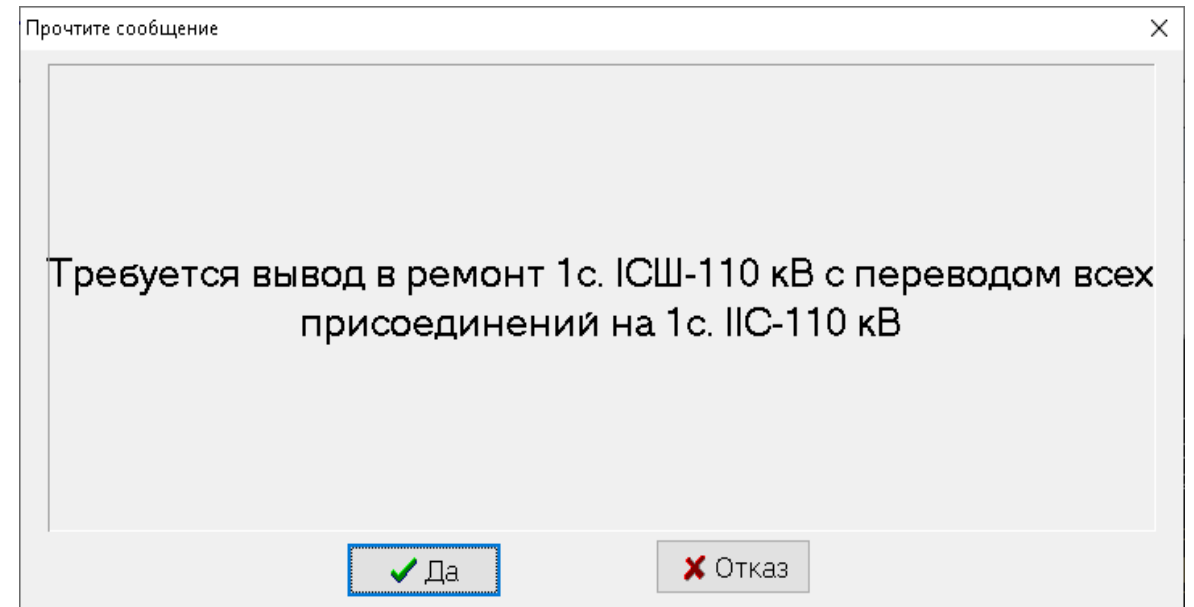 Прочтите сообщение
Требуется вывод в ремонт 1с. IСШ-110 кВ с переводом всех
присоединений на 1с. IIС-110 кВ
Да
Отказ